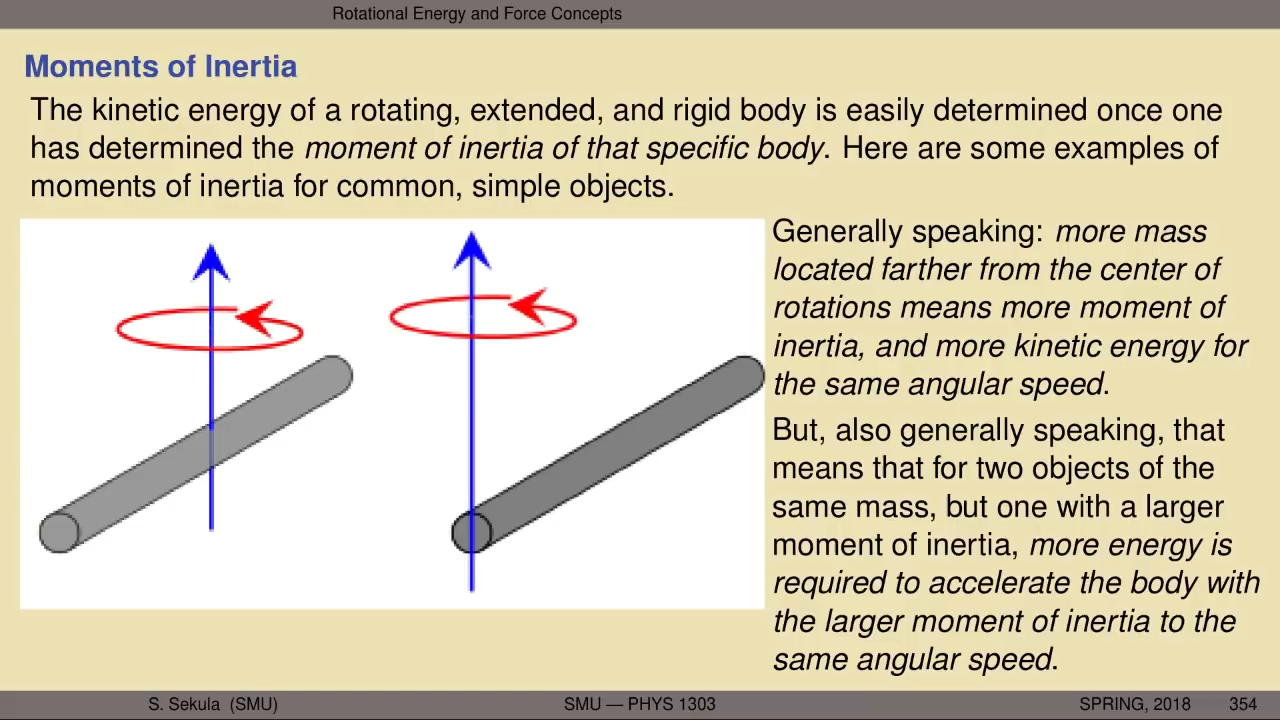 Rotational Energy and Force Concepts
Moments of Inertia
The kinetic energy of a rotating, extended, and rigid body is easily determined once one
has determined the moment of inertia of that specific body. Here are some examples of
moments of inertia for common, simple objects.
Generally speaking: more mass
located farther from the center of
rotations means more moment of
inertia, and more kinetic energy for
the same angular speed.
But, also generally speaking, that
means that for two objects of the
same mass, but one with a larger
moment of inertia, more energy is
required to accelerate the body with
the larger moment of inertia to the
same angular speed.
S. Sekula (SMU) SMU — PHYS 1303 SPRING, 2018 354